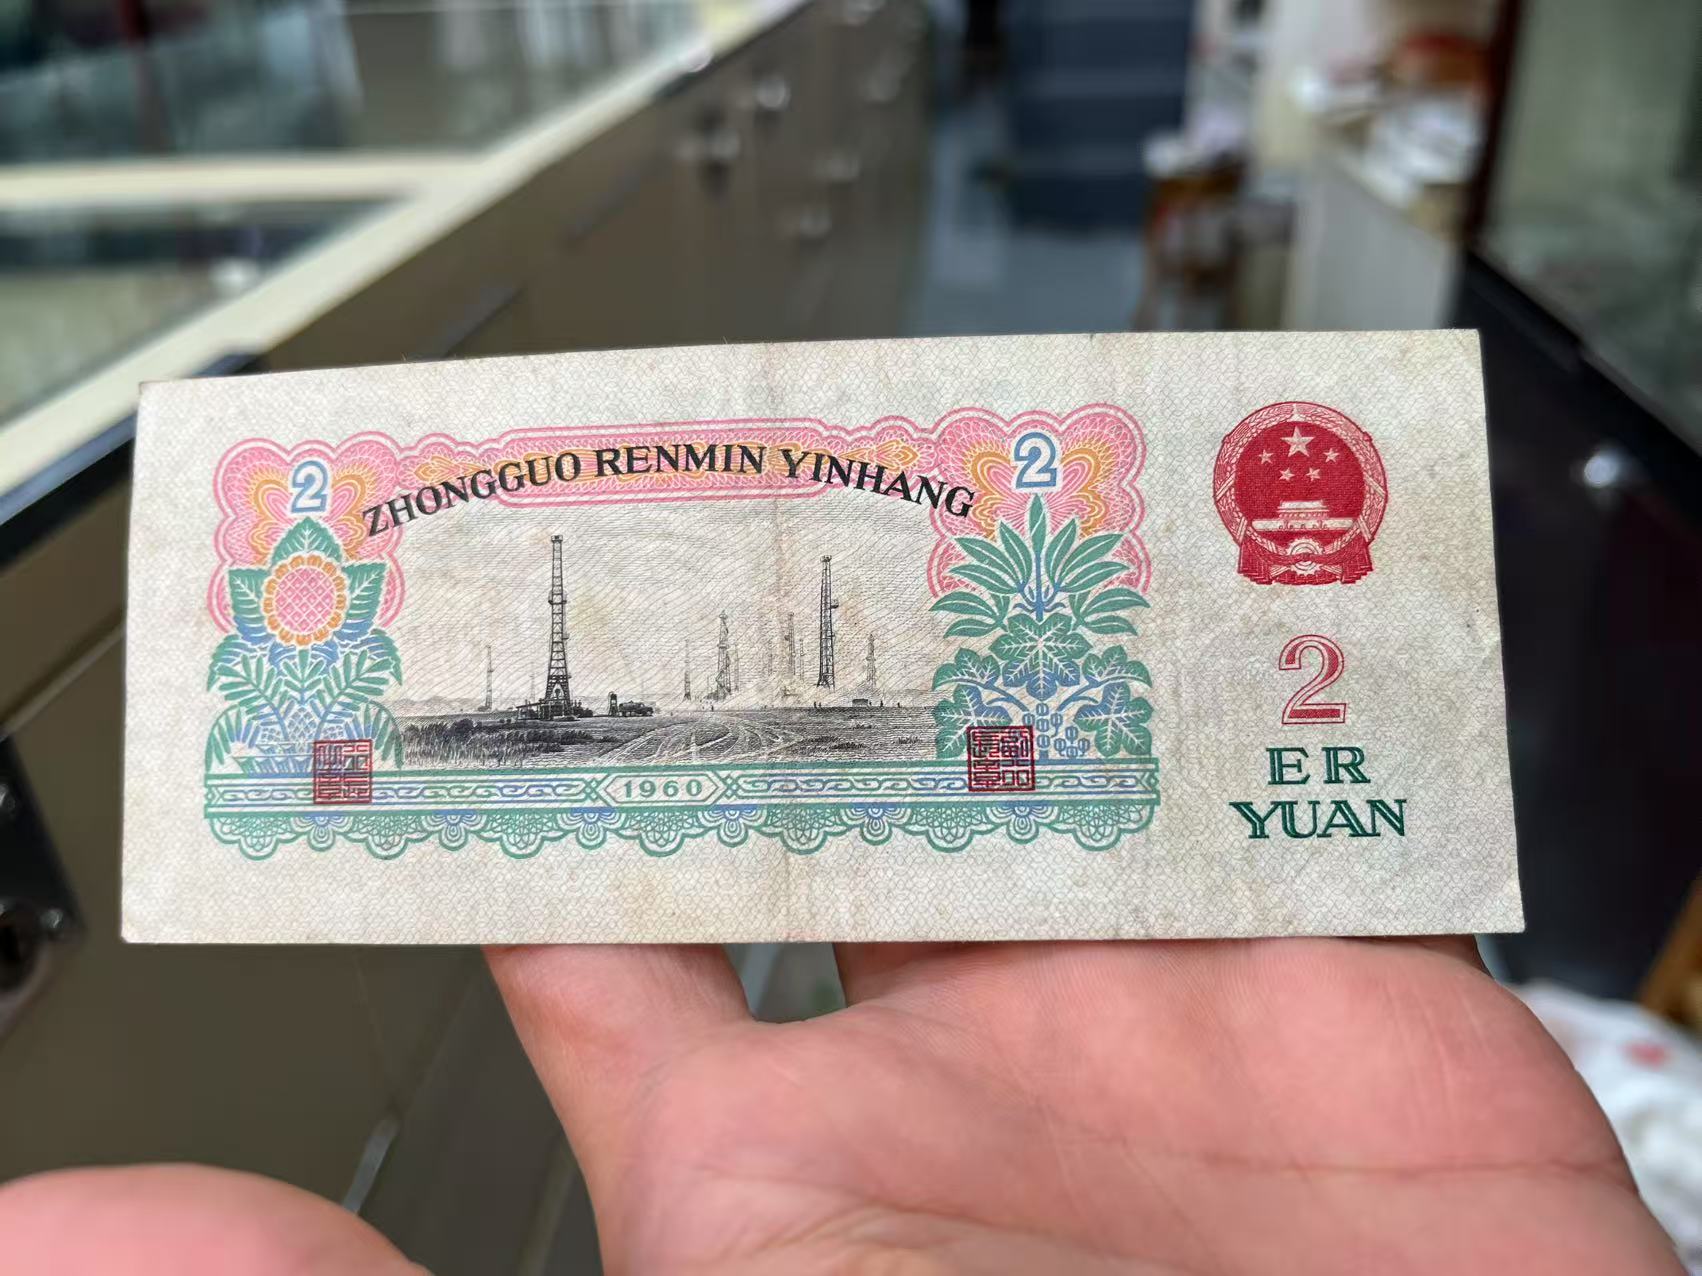 2
ZHONGGUO RENMIN YINHANG
2
1960
2
ER
YUAN